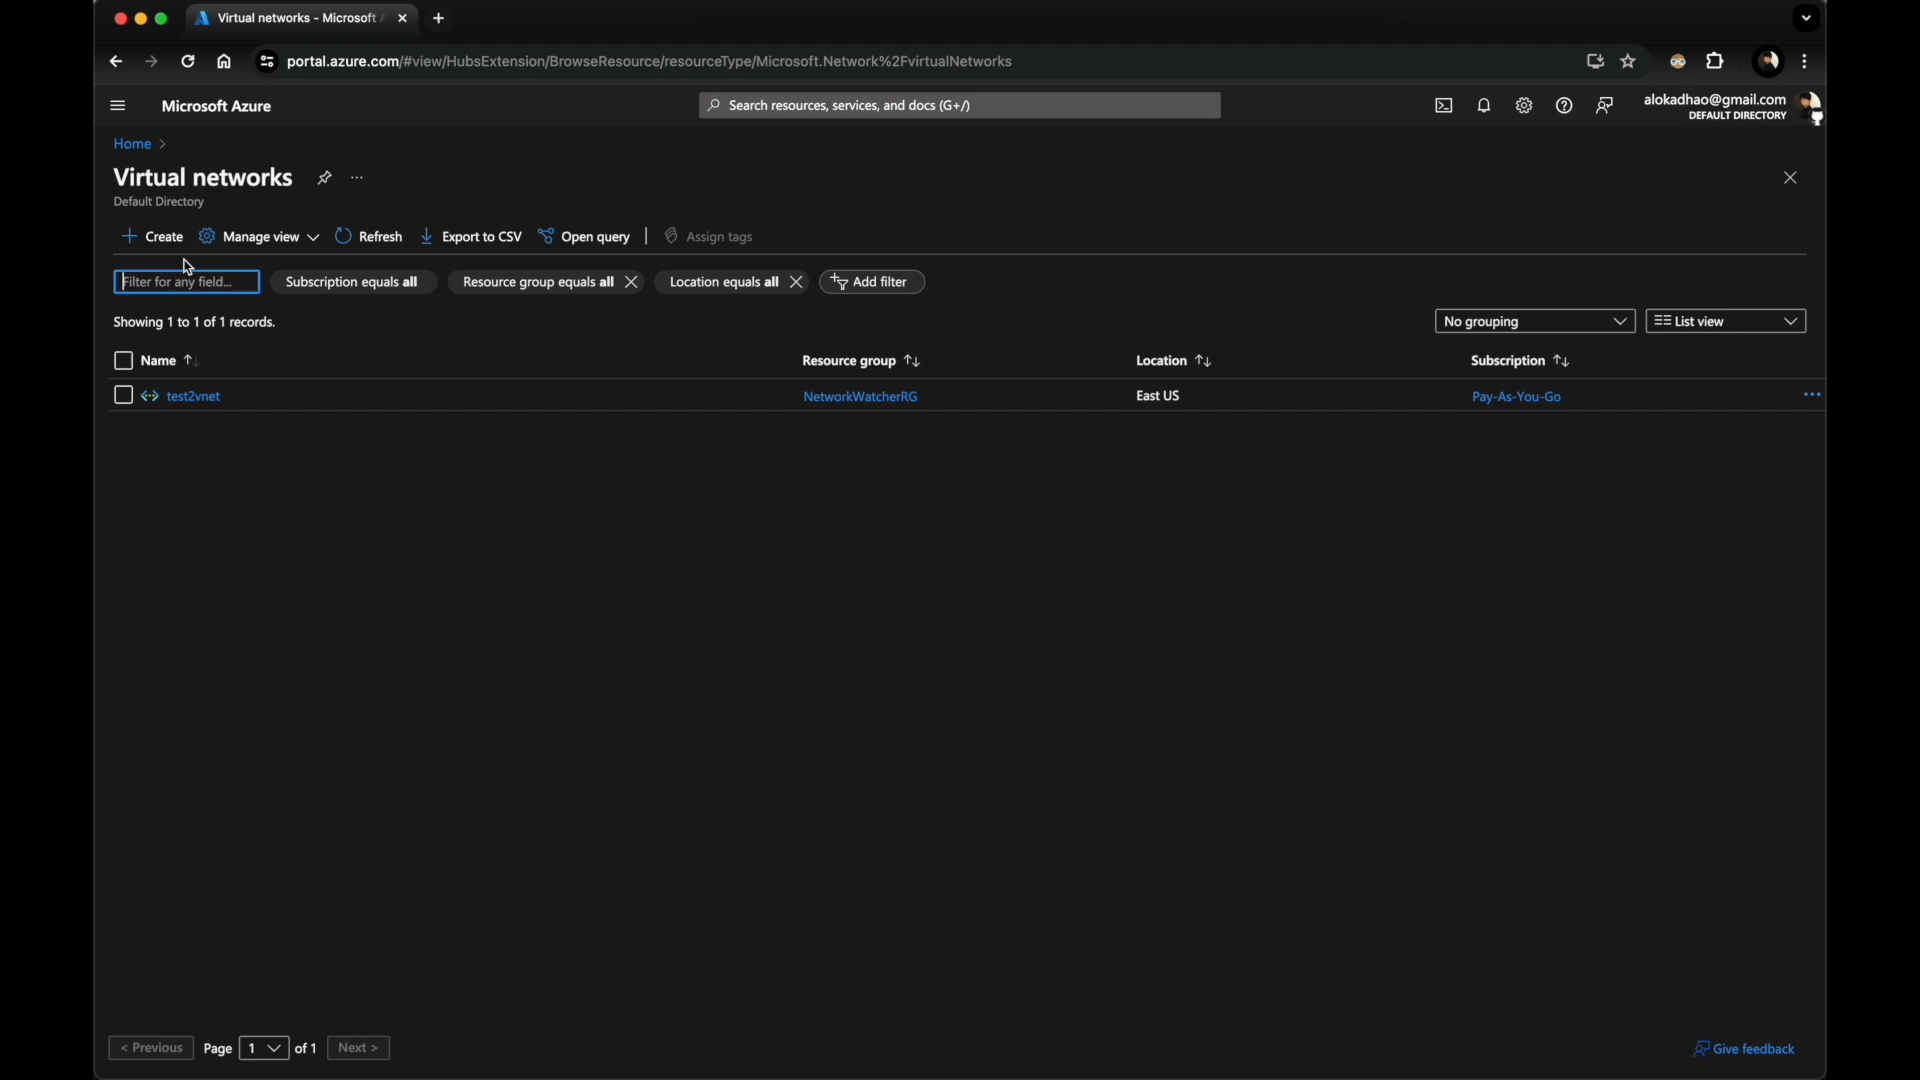 Virtual networks - Microsoft
portal.azure.com/#view/HubsExtension/BrowseResource/resourceType/Microsoft.Network%2FvirtualNetworks
Microsoft Azure
Search resources, services, and docs (G+/)
alokadhao@gmail.com
DEFAULT DIRECTORY
Home
Virtual networks
Default Directory
Create Manage view Refresh Export to CSV Open query | Assign tags
Filter for any field... Subscription equals all Resource group equals all Location equals all Add filter
Showing 1 to 1 of 1 records.
No grouping List view
Name Resource group Location Subscription
test2vnet NetworkWatcherRG East US Pay-As-You-Go
< Previous Page 1 of 1 Next >
Give feedback